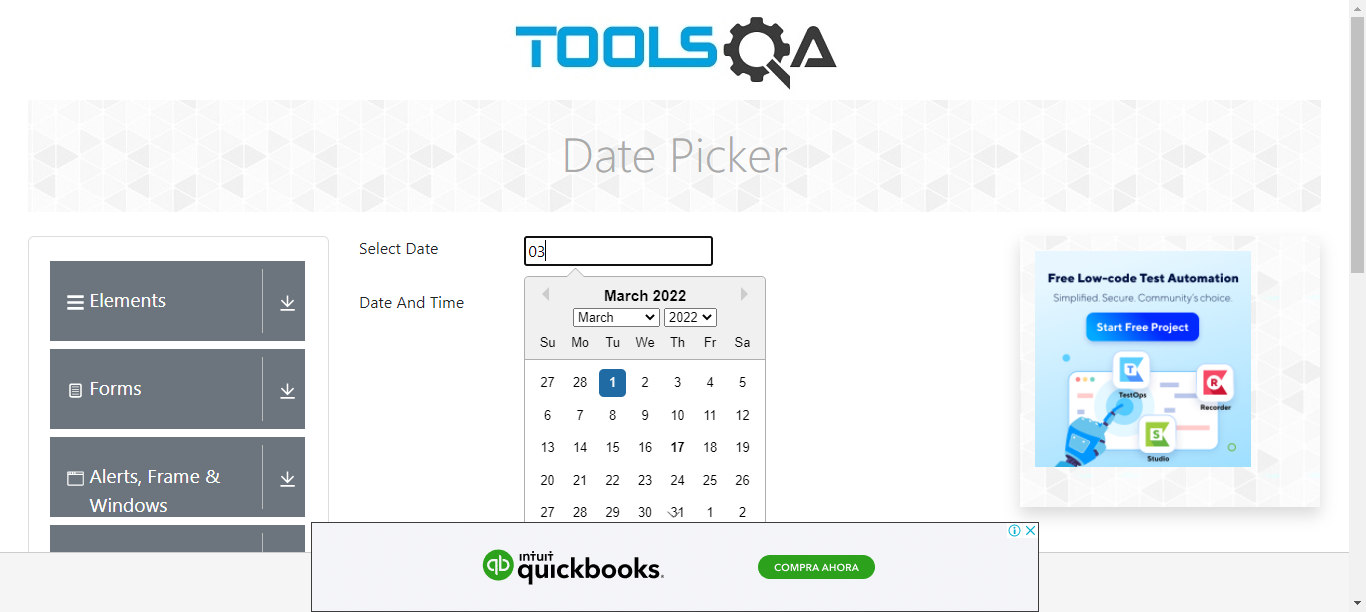 TOOLSQA
Date Picker
Elements
Forms
Alerts, Frame &
Windows
Select Date
03
Date And Time
March 2022
March 2022
Su Mo Tu We Th Fr Sa
27 28 1 2 3 4 5
6 7 8 9 10 11 12
13 14 15 16 17 18 19
20 21 22 23 24 25 26
27 28 29 30 31 1 2
Free Low-code Test Automation
Simplified. Secure. Community's choice.
Start Free Project
TestOps
Recorder
Studio
intuit
quickbooks.
COMPRA AHORA